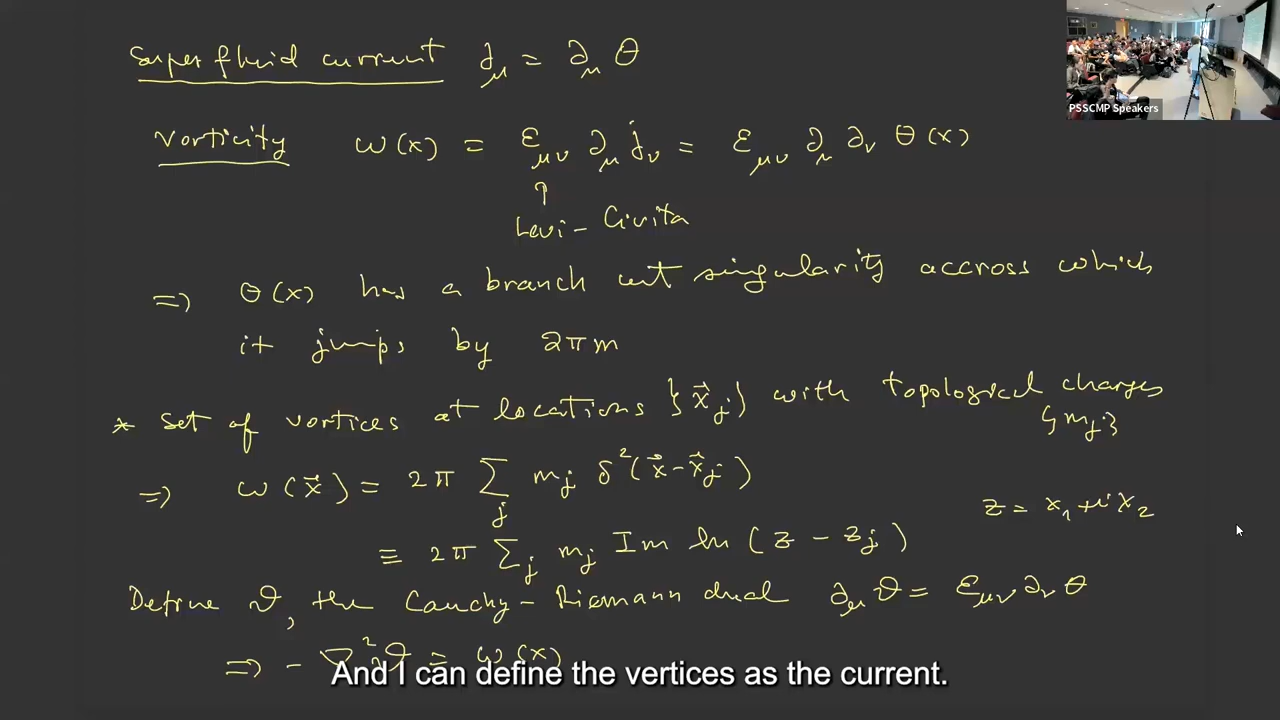 Superfluid current j_μ = ∂_μ θ
Vorticity ω(x) = ε_μν ∂_μ j_ν = ε_μν ∂_μ ∂_ν θ(x)
↑
Levi-Civita
=> θ(x) has a branch cut singularity accross which
it jumps by 2πm
* Set of vortices at locations {x⃗_j} with topological charges
{m_j}
=> ω(x⃗) = 2π Σ_j m_j δ²(x⃗-x⃗_j)
z = x₁+ix₂
≡ 2π Σ_j m_j Im ln(z - z_j)
Define ϑ, the Cauchy-Riemann dual ∂_μ ϑ = ε_μν ∂_ν θ
=> -∇²ϑ = ω(x)
And I can define the vertices as the current.
PSSCMP Speakers